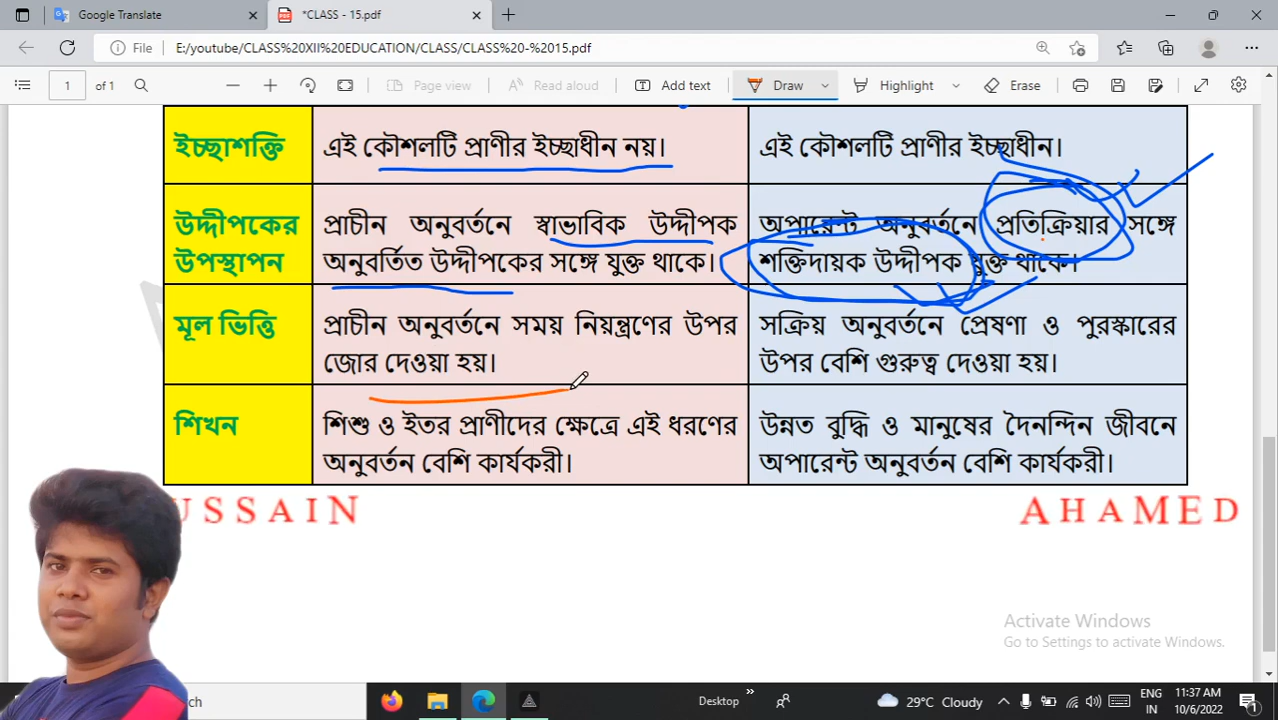 Google Translate
*CLASS - 15.pdf
File
E:/youtube/CLASS%20XII%20EDUCATION/CLASS/CLASS%20-%2015.pdf
1 of 1
Page view
Read aloud
Add text
Draw
Highlight
Erase
ইচ্ছাশক্তি
এই কৌশলটি প্রাণীর ইচ্ছাধীন নয়।
এই কৌশলটি প্রাণীর ইচ্ছাধীন।
উদ্দীপকের
উপস্থাপন
প্রাচীন অনুবর্তনে স্বাভাবিক উদ্দীপক
অনুবর্তিত উদ্দীপকের সঙ্গে যুক্ত থাকে।
অপারেন্ট অনুবর্তনে প্রতিক্রিয়ার সঙ্গে
শক্তিদায়ক উদ্দীপক যুক্ত থাকে।
মূল ভিত্তি
প্রাচীন অনুবর্তনে সময় নিয়ন্ত্রণের উপর
জোর দেওয়া হয়।
সক্রিয় অনুবর্তনে প্রেষণা ও পুরস্কারের
উপর বেশি গুরুত্ব দেওয়া হয়।
শিখন
শিশু ও ইতর প্রাণীদের ক্ষেত্রে এই ধরণের
অনুবর্তন বেশি কার্যকরী।
উন্নত বুদ্ধি ও মানুষের দৈনন্দিন জীবনে
অপারেন্ট অনুবর্তন বেশি কার্যকরী।
USSAIN
AHAMED
Activate Windows
Go to Settings to activate Windows.
rch
Desktop
29°C Cloudy
ENG
IN
11:37 AM
10/6/2022
1